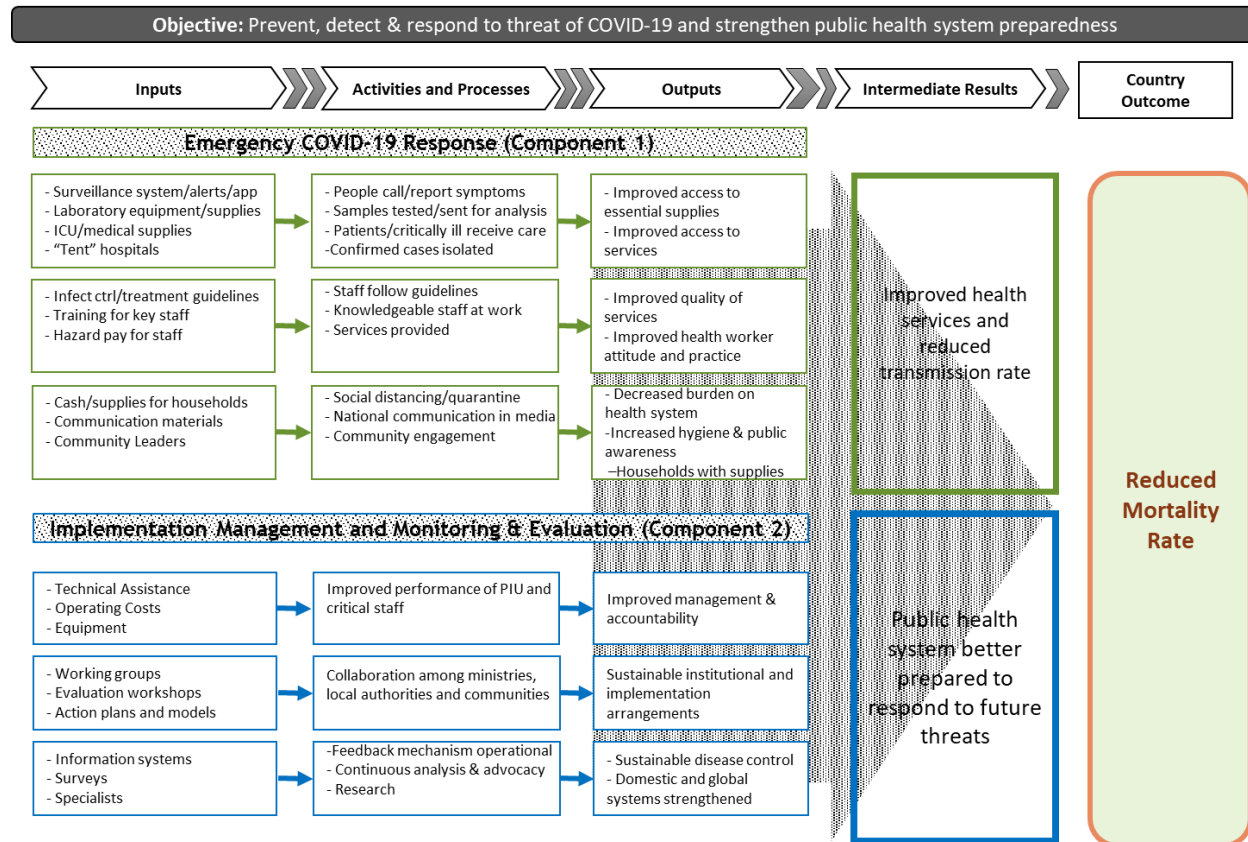 Objective: Prevent, detect & respond to threat of COVID-19 and strengthen public health system preparedness
Inputs
Activities and Processes
Outputs
Intermediate Results
Country
Outcome
Emergency COVID-19 Response (Component 1)
- Surveillance system/alerts/app
- Laboratory equipment/supplies
- ICU/medical supplies
- “Tent” hospitals
- People call/report symptoms
- Samples tested/sent for analysis
- Patients/critically ill receive care
-Confirmed cases isolated
- Improved access to
essential supplies
- Improved access to
services
- Infect ctrl/treatment guidelines
- Training for key staff
- Hazard pay for staff
- Staff follow guidelines
- Knowledgeable staff at work
- Services provided
- Improved quality of
services
- Improved health worker
attitude and practice
- Cash/supplies for households
- Communication materials
- Community Leaders
- Social distancing/quarantine
- National communication in media
- Community engagement
- Decreased burden on
health system
-Increased hygiene & public
awareness
–Households with supplies
Improved health
services and
reduced
transmission rate
Implementation Management and Monitoring & Evaluation (Component 2)
- Technical Assistance
- Operating Costs
- Equipment
Improved performance of PIU and
critical staff
Improved management &
accountability
- Working groups
- Evaluation workshops
- Action plans and models
Collaboration among ministries,
local authorities and communities
Sustainable institutional and
implementation
arrangements
- Information systems
- Surveys
- Specialists
-Feedback mechanism operational
- Continuous analysis & advocacy
- Research
- Sustainable disease control
- Domestic and global
systems strengthened
Public health
system better
prepared to
respond to future
threats
Reduced
Mortality
Rate